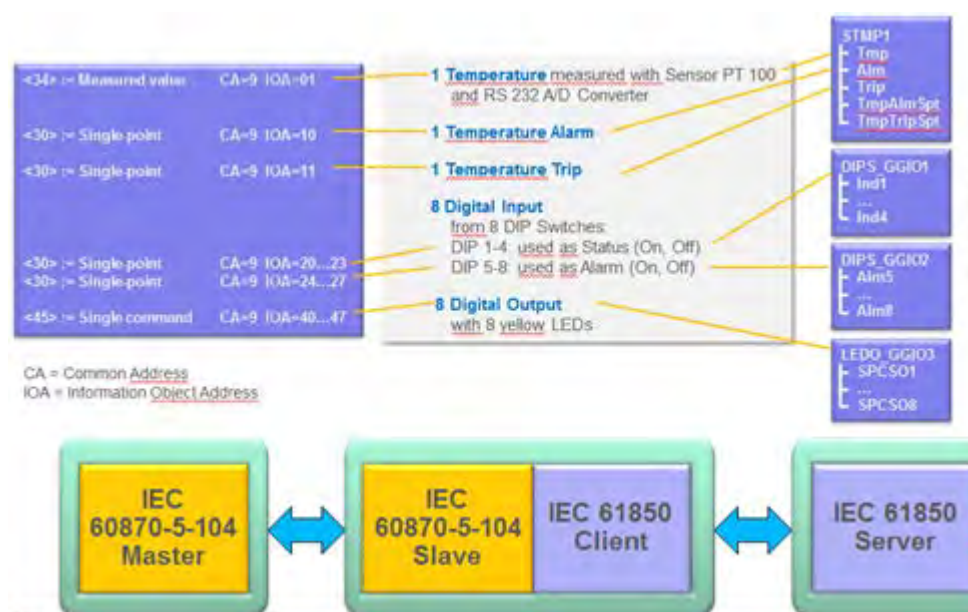 <34> := Measured value CA=9 IOA=01
<30> := Single-point CA=9 IOA=10
<30> := Single-point CA=9 IOA=11
<30> := Single-point CA=9 IOA=20...23
<30> := Single-point CA=9 IOA=24...27
<45> := Single command CA=9 IOA=40...47
CA = Common Address
IOA = Information Object Address
1 Temperature measured with Sensor PT 100
and RS 232 A/D Converter
1 Temperature Alarm
1 Temperature Trip
8 Digital Input
from 8 DIP Switches:
DIP 1-4 used as Status (On, Off)
DIP 5-8 used as Alarm (On, Off)
8 Digital Output
with 8 yellow LEDs
STMP1
Tmp
Alm
Trip
TmpAlmSpt
TmpTripSpt
DIPS_GGIO1
Ind1
...
Ind4
DIPS_GGIO2
Alm5
...
Alm8
LEDO_GGIO3
SPCSO1
...
SPCSO8
IEC
60870-5-104
Master
IEC
60870-5-104
Slave
IEC 61850
Client
IEC 61850
Server